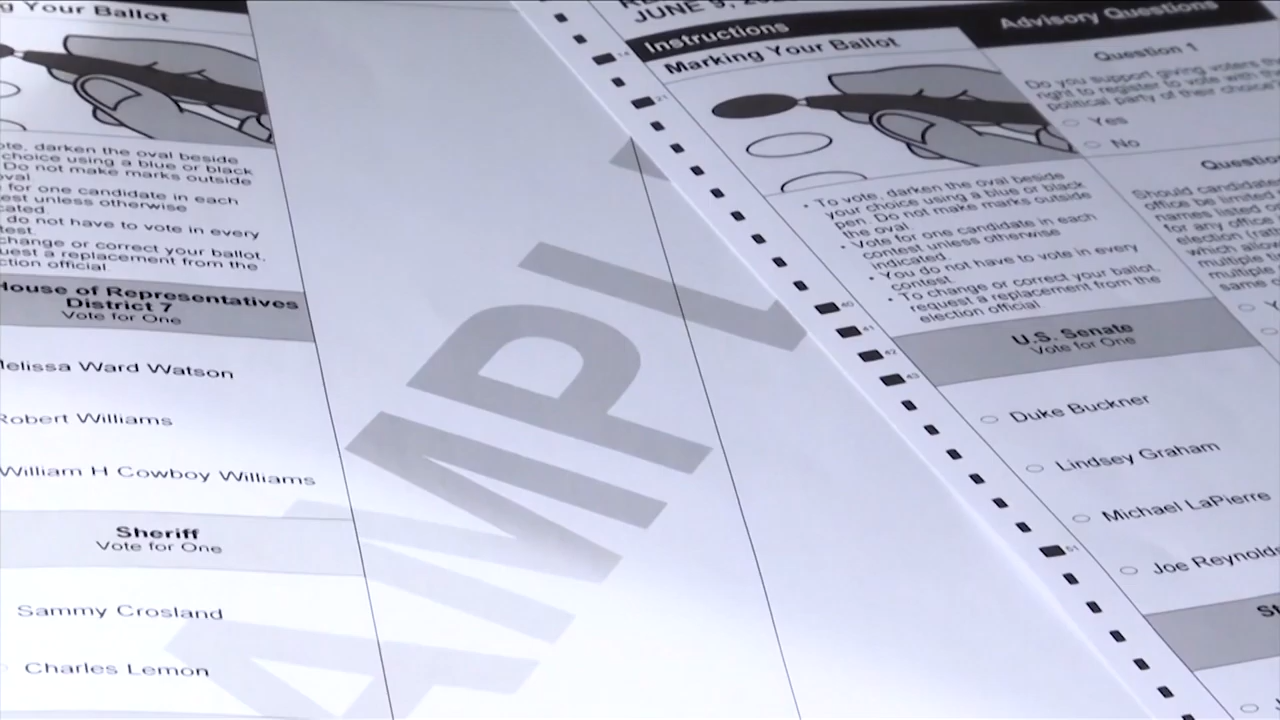 g Your Ballot
ote, darken the oval beside
choice using a blue or black
Do not make marks outside
oval
for one candidate in each
est unless otherwise
cated.
do not have to vote in every
test.
change or correct your ballot,
uest a replacement from the
ction official
House of Representatives
District 7
Vote for One
Melissa Ward Watson
Robert Williams
William H Cowboy Williams
Sheriff
Vote for One
Sammy Crosland
Charles Lemon
AMPL
JUNE 9, 20
Instructions
Marking Your Ballot
• To vote, darken the oval beside
your choice using a blue or black
pen. Do not make marks outside
the oval.
• Vote for one candidate in each
contest unless otherwise
indicated.
• You do not have to vote in every
contest.
• To change or correct your ballot,
request a replacement from the
election official
U.S. Senate
Vote for One
Duke Buckner
Lindsey Graham
Michael LaPierre
Joe Reynolds
Advisory Questions
Question 1
Do you support giving voters the
right to register to vote with the
political party of their choice
Yes
No
Question
Should candidate
office be limited
names listed
for any office
election (rat
which allow
multiple
multiple
same